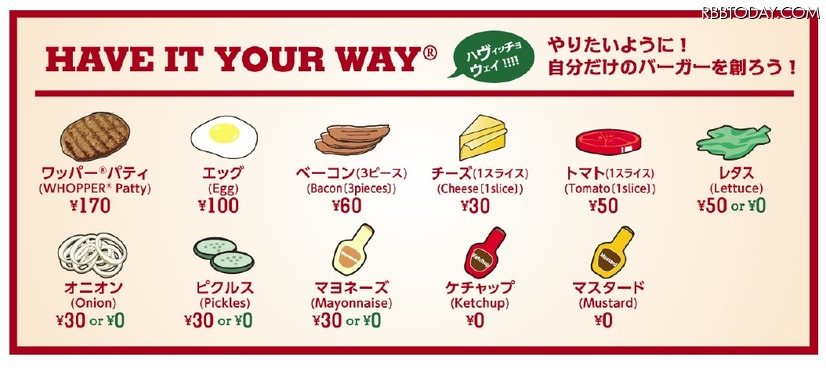 RBBTODAY.COM
HAVE IT YOUR WAY®
ハヴィッチョ
ウェイ!!!!
やりたいように!
自分だけのバーガーを創ろう!
ワッパー®パティ
(WHOPPER® Patty)
¥170
エッグ
(Egg)
¥100
ベーコン(3ピース)
(Bacon〔3pieces〕)
¥60
チーズ(1スライス)
(Cheese〔1slice〕)
¥30
トマト(1スライス)
(Tomato〔1slice〕)
¥50
レタス
(Lettuce)
¥50 or ¥0
オニオン
(Onion)
¥30 or ¥0
ピクルス
(Pickles)
¥30 or ¥0
マヨネーズ
(Mayonnaise)
¥30 or ¥0
ケチャップ
(Ketchup)
¥0
マスタード
(Mustard)
¥0